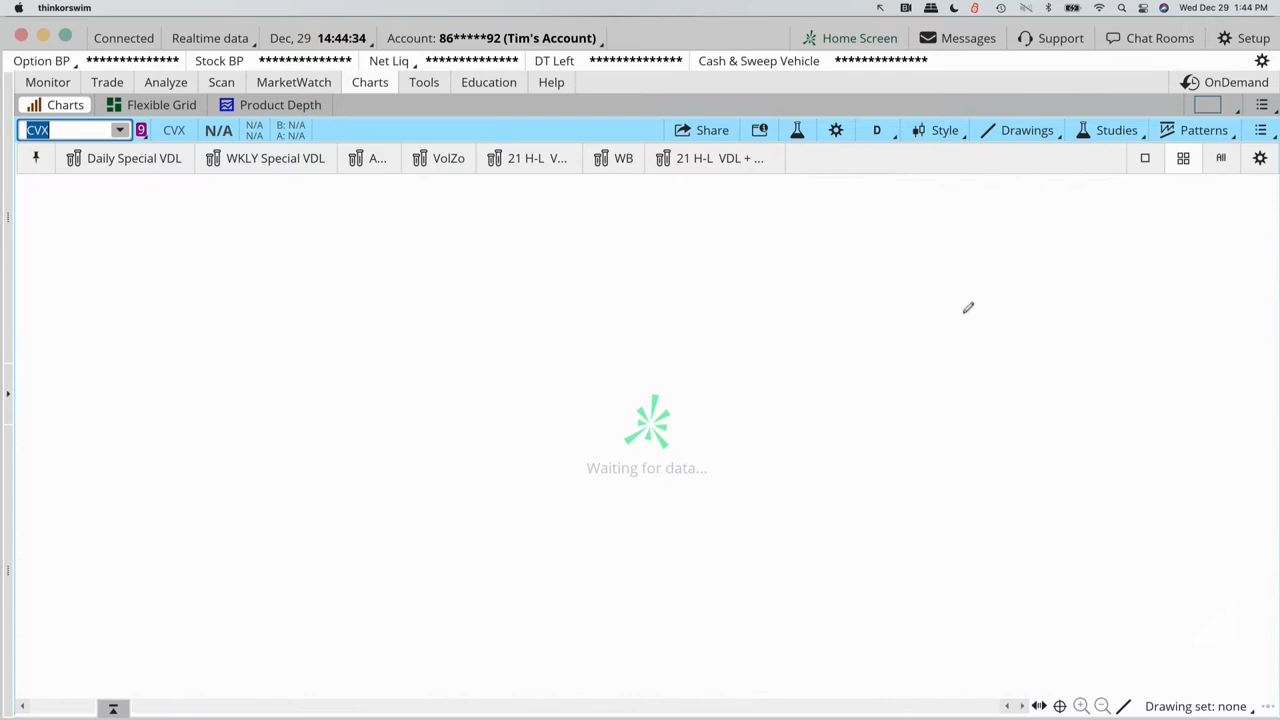 thinkorswim
Wed Dec 29 1:44 PM
Connected
Realtime data
Dec, 29 14:44:34
Account: 86*****92 (Tim's Account)
Home Screen
Messages
Support
Chat Rooms
Setup
Option BP *************
Stock BP *************
Net Liq *************
DT Left *************
Cash & Sweep Vehicle *************
Monitor
Trade
Analyze
Scan
MarketWatch
Charts
Tools
Education
Help
OnDemand
Charts
Flexible Grid
Product Depth
CVX
9
CVX
N/A
N/A
N/A
B: N/A
A: N/A
Share
D
Style
Drawings
Studies
Patterns
Daily Special VDL
WKLY Special VDL
A...
VolZo
21 H-L V...
WB
21 H-L VDL + ...
All
Waiting for data...
Drawing set: none